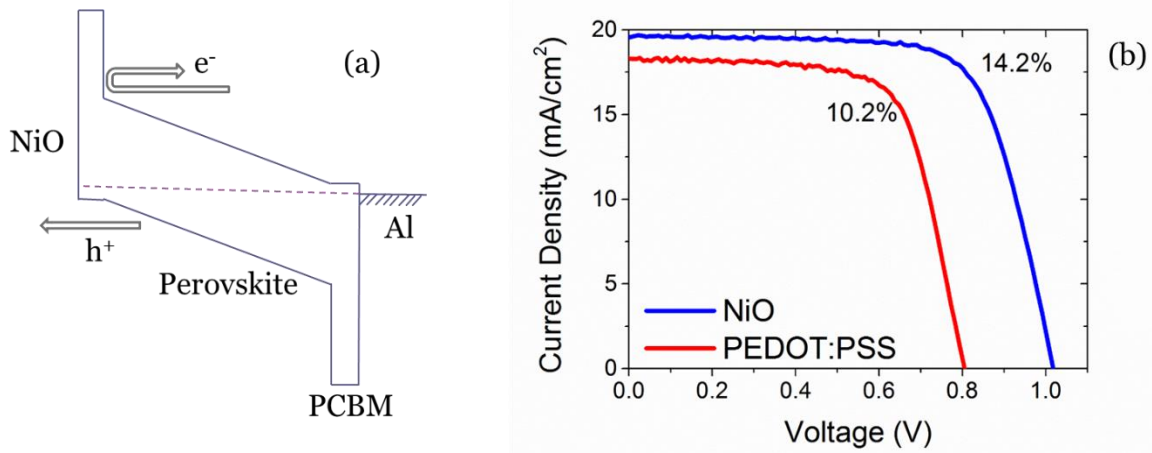 (a)
e⁻
NiO
Al
h⁺
Perovskite
PCBM
(b)
Current Density (mA/cm²)
20
15
10
5
0
14.2%
10.2%
NiO
PEDOT:PSS
0.0 0.2 0.4 0.6 0.8 1.0
Voltage (V)